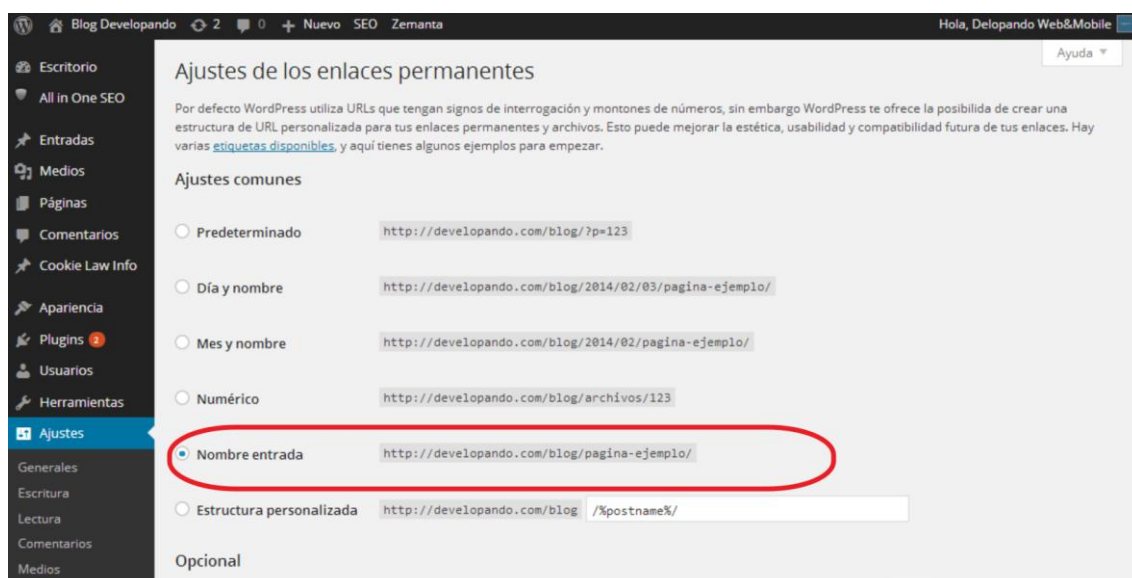 Blog Developando 2 0 + Nuevo SEO Zemanta Hola, Delopando Web&Mobile
Ayuda
Escritorio
All in One SEO
Entradas
Medios
Páginas
Comentarios
Cookie Law Info
Apariencia
Plugins 2
Usuarios
Herramientas
Ajustes
Generales
Escritura
Lectura
Comentarios
Medios
Ajustes de los enlaces permanentes
Por defecto WordPress utiliza URLs que tengan signos de interrogación y montones de números, sin embargo WordPress te ofrece la posibilida de crear una
estructura de URL personalizada para tus enlaces permanentes y archivos. Esto puede mejorar la estética, usabilidad y compatibilidad futura de tus enlaces. Hay
varias etiquetas disponibles, y aquí tienes algunos ejemplos para empezar.
Ajustes comunes
Predeterminado http://developando.com/blog/?p=123
Día y nombre http://developando.com/blog/2014/02/03/pagina-ejemplo/
Mes y nombre http://developando.com/blog/2014/02/pagina-ejemplo/
Numérico http://developando.com/blog/archivos/123
Nombre entrada http://developando.com/blog/pagina-ejemplo/
Estructura personalizada http://developando.com/blog /%postname%/
Opcional